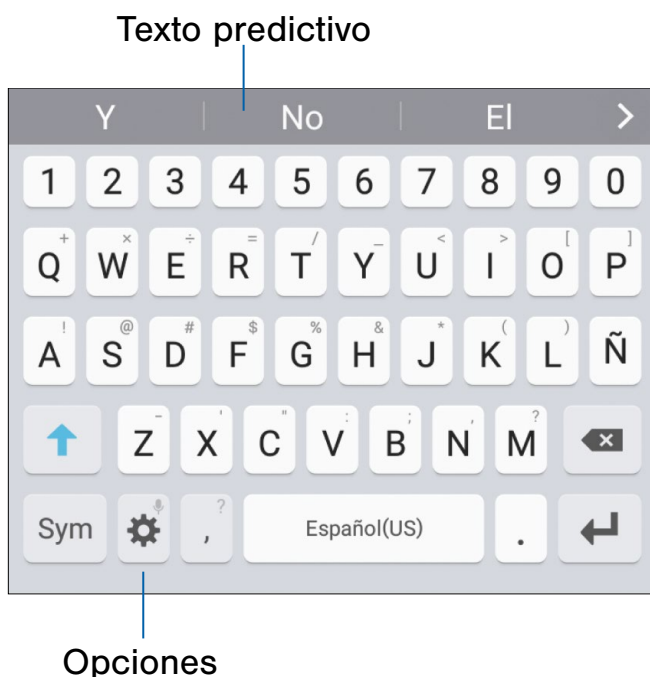 Texto predictivo
Y No El >
1 2 3 4 5 6 7 8 9 0
+ × ÷ = / _ < > [ ]
Q W E R T Y U I O P
! @ # $ % & * ( )
A S D F G H J K L Ñ
- ' " : ; , ?
Z X C V B N M
?
Sym , Español(US) .
Opciones